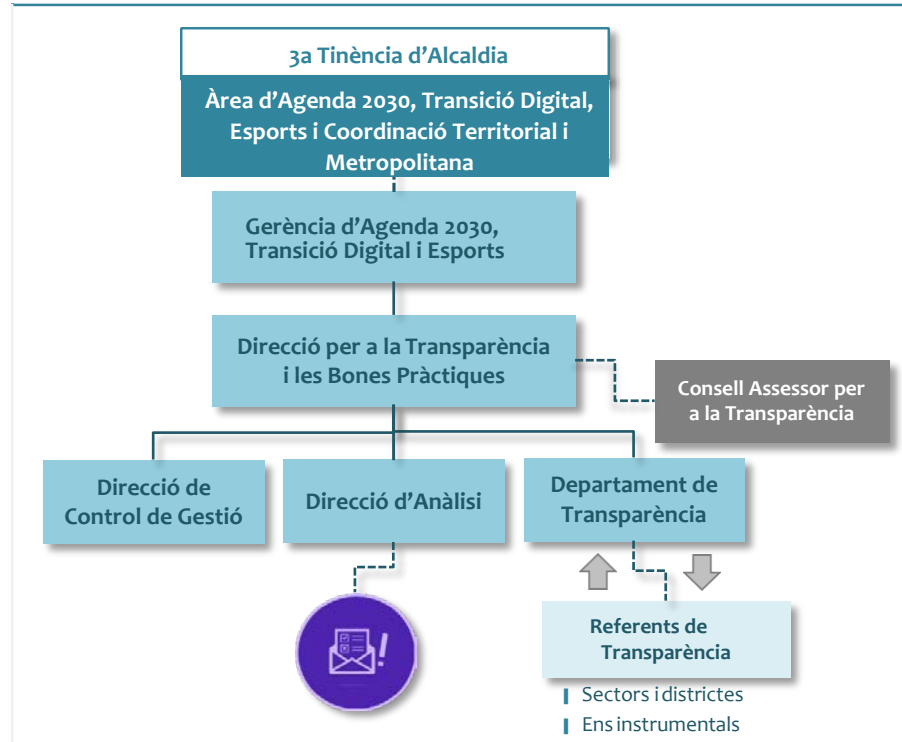 3a Tinència d'Alcaldia
Àrea d'Agenda 2030, Transició Digital,
Esports i Coordinació Territorial i
Metropolitana
Gerència d'Agenda 2030,
Transició Digital i Esports
Direcció per a la Transparència
i les Bones Pràctiques
Consell Assessor per
a la Transparència
Direcció de
Control de Gestió
Direcció d'Anàlisi
Departament de
Transparència
Referents de
Transparència
Sectors i districtes
Ens instrumentals